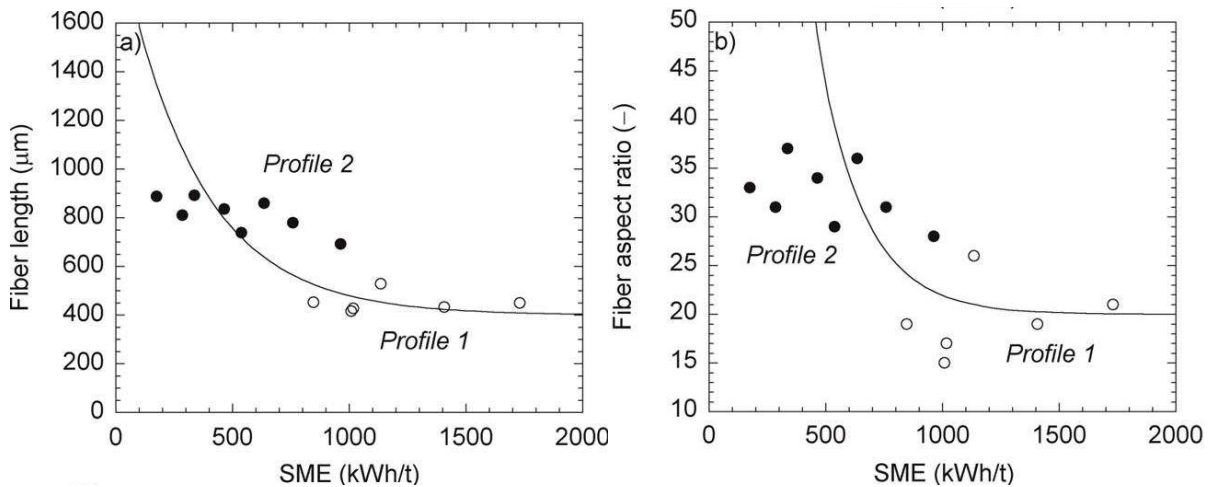 a)
1600
1400
1200
1000
800
600
400
200
0
Fiber length (μm)
Profile 2
Profile 1
0 500 1000 1500 2000
SME (kWh/t)
b)
50
45
40
35
30
25
20
15
10
Fiber aspect ratio (–)
Profile 2
Profile 1
0 500 1000 1500 2000
SME (kWh/t)